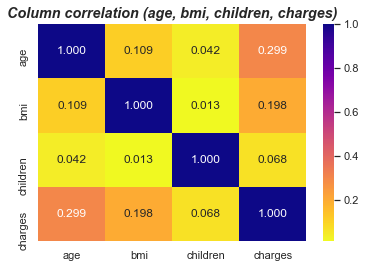 Column correlation (age, bmi, children, charges)
age 1.000 0.109 0.042 0.299
bmi 0.109 1.000 0.013 0.198
children 0.042 0.013 1.000 0.068
charges 0.299 0.198 0.068 1.000
age bmi children charges
1.0
0.8
0.6
0.4
0.2